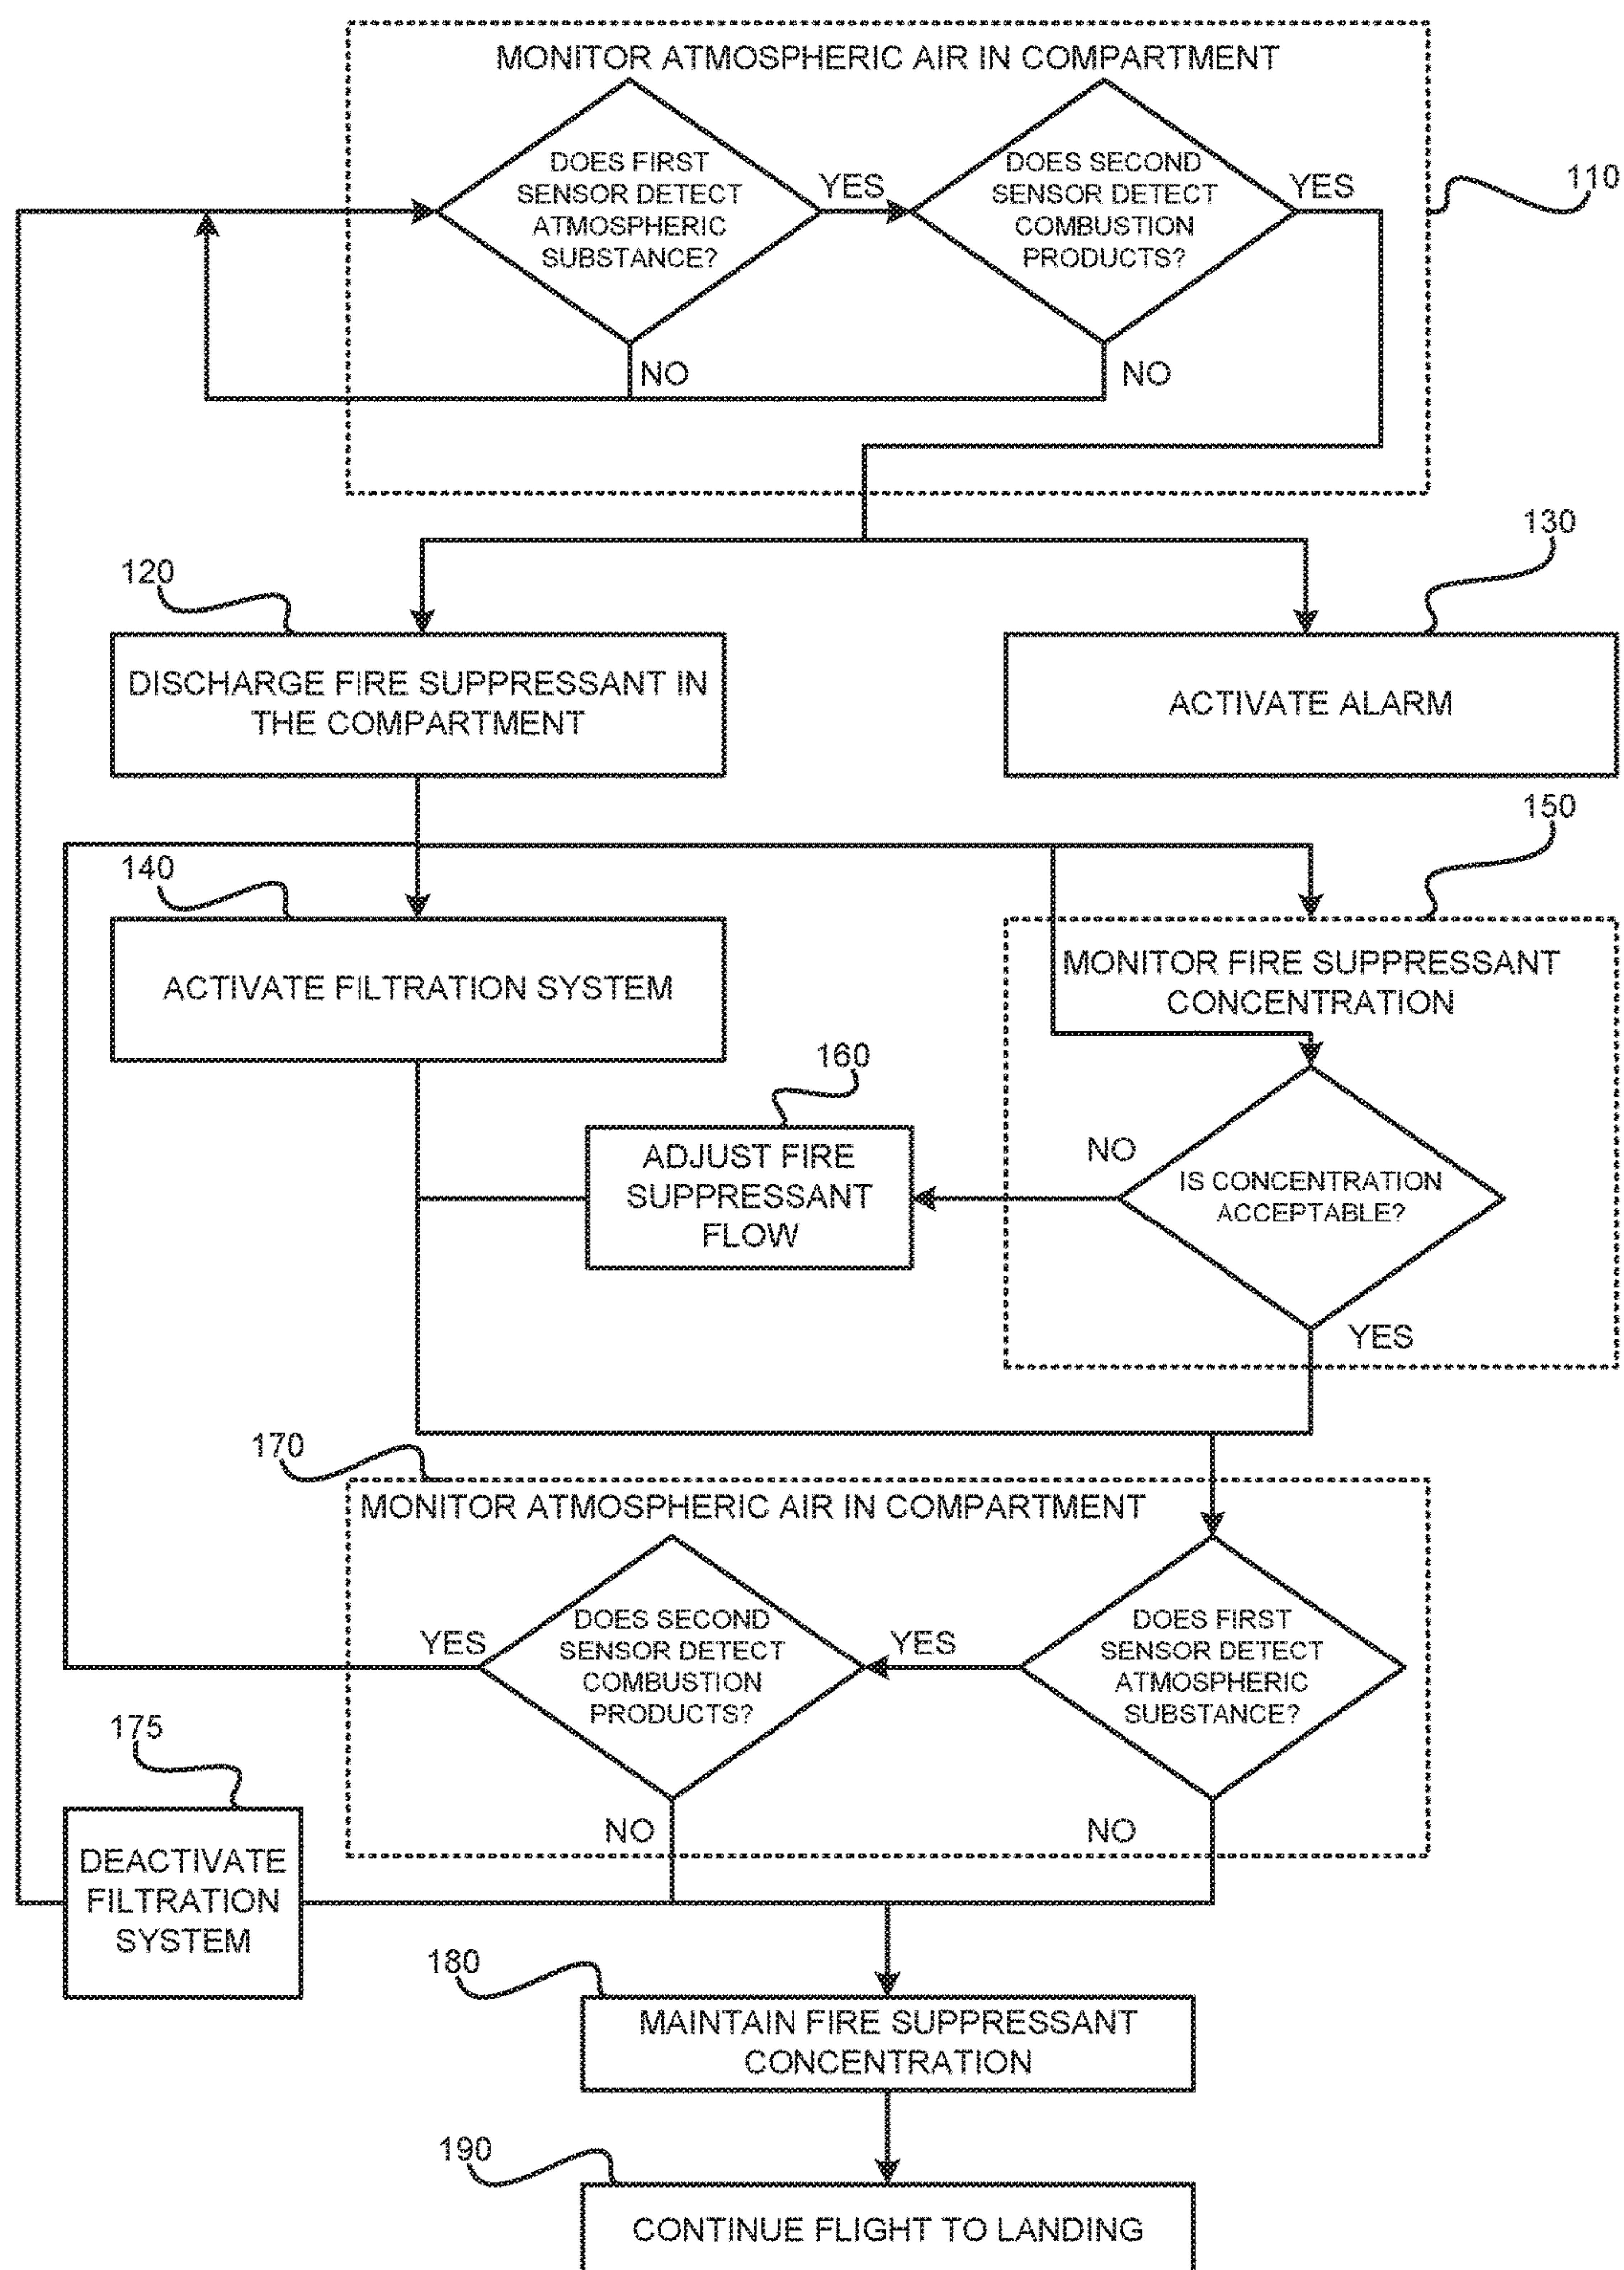 MONITOR ATMOSPHERIC AIR IN COMPARTMENT
DOES FIRST
SENSOR DETECT
ATMOSPHERIC
SUBSTANCE?
YES
DOES SECOND
SENSOR DETECT
COMBUSTION
PRODUCTS?
YES
110
NO
NO
130
120
DISCHARGE FIRE SUPPRESSANT IN
THE COMPARTMENT
ACTIVATE ALARM
150
140
ACTIVATE FILTRATION SYSTEM
MONITOR FIRE SUPPRESSANT
CONCENTRATION
160
ADJUST FIRE
SUPPRESSANT
FLOW
NO
IS CONCENTRATION
ACCEPTABLE?
YES
170
MONITOR ATMOSPHERIC AIR IN COMPARTMENT
YES
DOES SECOND
SENSOR DETECT
COMBUSTION
PRODUCTS?
YES
DOES FIRST
SENSOR DETECT
ATMOSPHERIC
SUBSTANCE?
175
NO
NO
DEACTIVATE
FILTRATION
SYSTEM
180
MAINTAIN FIRE SUPPRESSANT
CONCENTRATION
190
CONTINUE FLIGHT TO LANDING